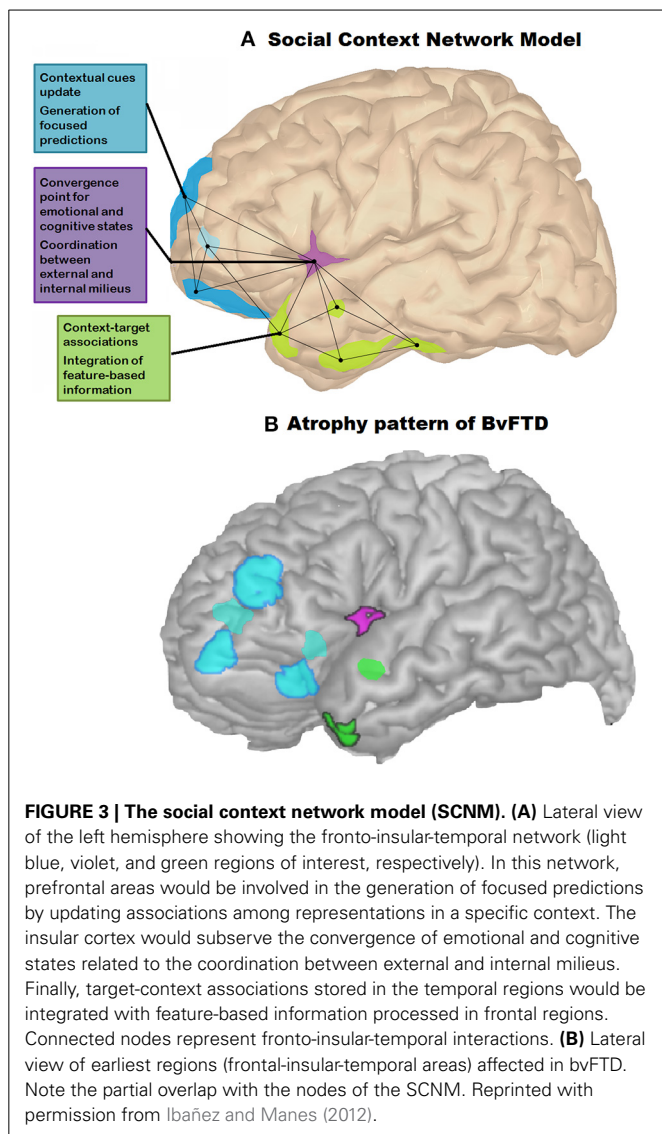 A Social Context Network Model
Contextual cues
update
Generation of
focused
predictions
Convergence
point for
emotional and
cognitive states
Coordination
between
external and
internal milieus
Context-target
associations
Integration of
feature-based
information
B Atrophy pattern of BvFTD
FIGURE 3 | The social context network model (SCNM). (A) Lateral view
of the left hemisphere showing the fronto-insular-temporal network (light
blue, violet, and green regions of interest, respectively). In this network,
prefrontal areas would be involved in the generation of focused predictions
by updating associations among representations in a specific context. The
insular cortex would subserve the convergence of emotional and cognitive
states related to the coordination between external and internal milieus.
Finally, target-context associations stored in the temporal regions would be
integrated with feature-based information processed in frontal regions.
Connected nodes represent fronto-insular-temporal interactions. (B) Lateral
view of earliest regions (frontal-insular-temporal areas) affected in bvFTD.
Note the partial overlap with the nodes of the SCNM. Reprinted with
permission from Ibañez and Manes (2012).